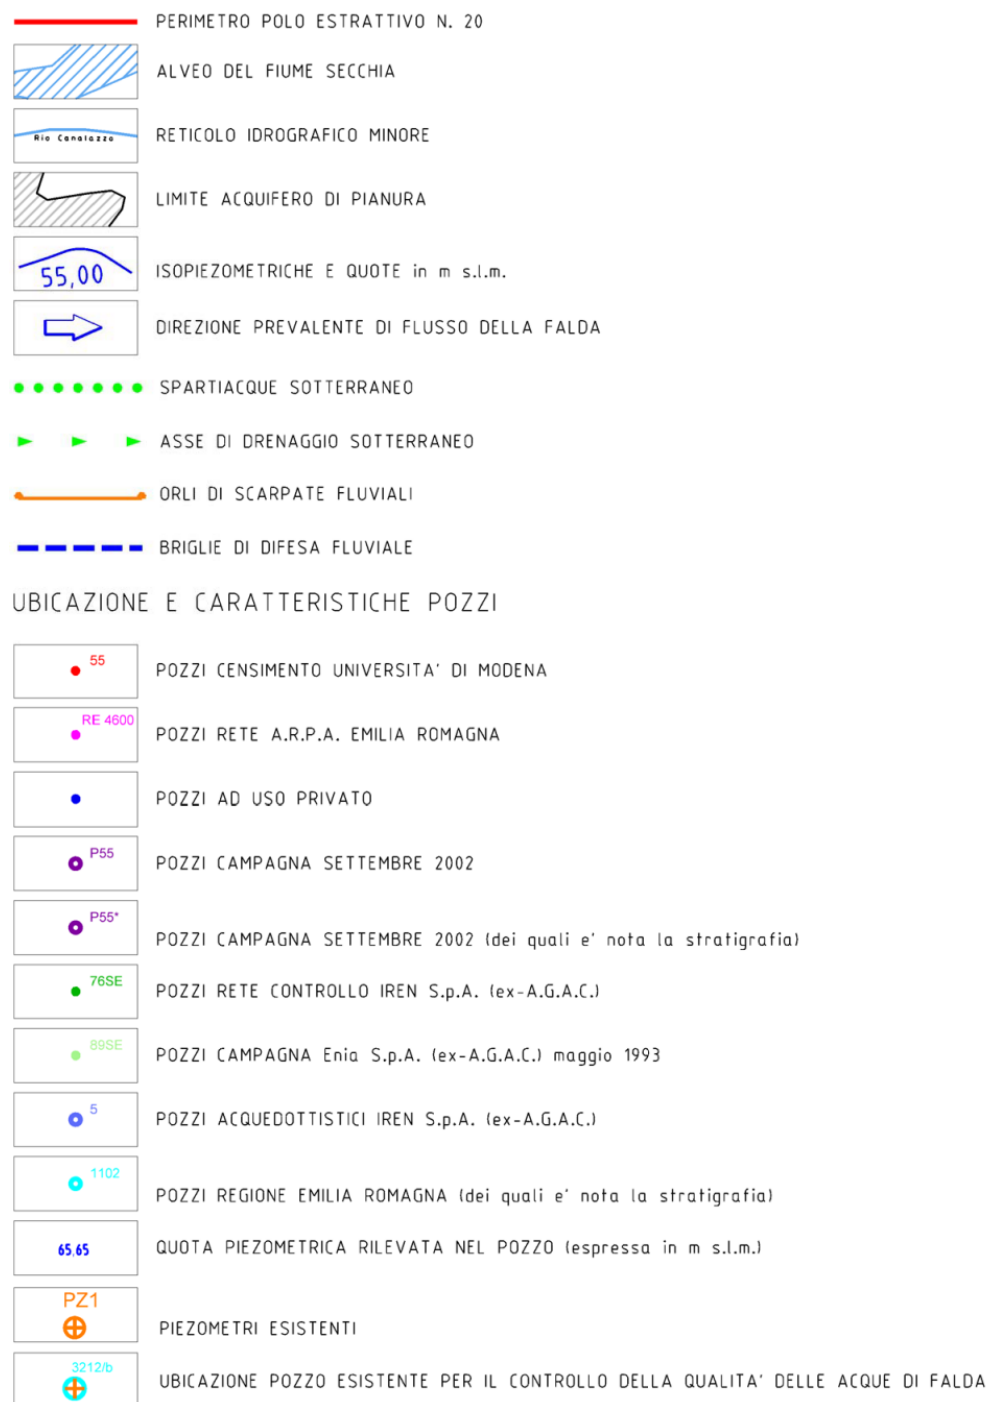 PERIMETRO POLO ESTRATTIVO N. 20
ALVEO DEL FIUME SECCHIA
Rio Canalazzo
RETICOLO IDROGRAFICO MINORE
LIMITE ACQUIFERO DI PIANURA
55,00
ISOPIEZOMETRICHE E QUOTE in m s.l.m.
DIREZIONE PREVALENTE DI FLUSSO DELLA FALDA
SPARTIACQUE SOTTERRANEO
ASSE DI DRENAGGIO SOTTERRANEO
ORLI DI SCARPATE FLUVIALI
BRIGLIE DI DIFESA FLUVIALE
UBICAZIONE E CARATTERISTICHE POZZI
55
POZZI CENSIMENTO UNIVERSITA' DI MODENA
RE 4600
POZZI RETE A.R.P.A. EMILIA ROMAGNA
POZZI AD USO PRIVATO
P55
POZZI CAMPAGNA SETTEMBRE 2002
P55*
POZZI CAMPAGNA SETTEMBRE 2002 (dei quali e' nota la stratigrafia)
76SE
POZZI RETE CONTROLLO IREN S.p.A. (ex-A.G.A.C.)
89SE
POZZI CAMPAGNA Enia S.p.A. (ex-A.G.A.C.) maggio 1993
5
POZZI ACQUEDOTTISTICI IREN S.p.A. (ex-A.G.A.C.)
1102
POZZI REGIONE EMILIA ROMAGNA (dei quali e' nota la stratigrafia)
65,65
QUOTA PIEZOMETRICA RILEVATA NEL POZZO (espressa in m s.l.m.)
PZ1
PIEZOMETRI ESISTENTI
3212/b
UBICAZIONE POZZO ESISTENTE PER IL CONTROLLO DELLA QUALITA' DELLE ACQUE DI FALDA